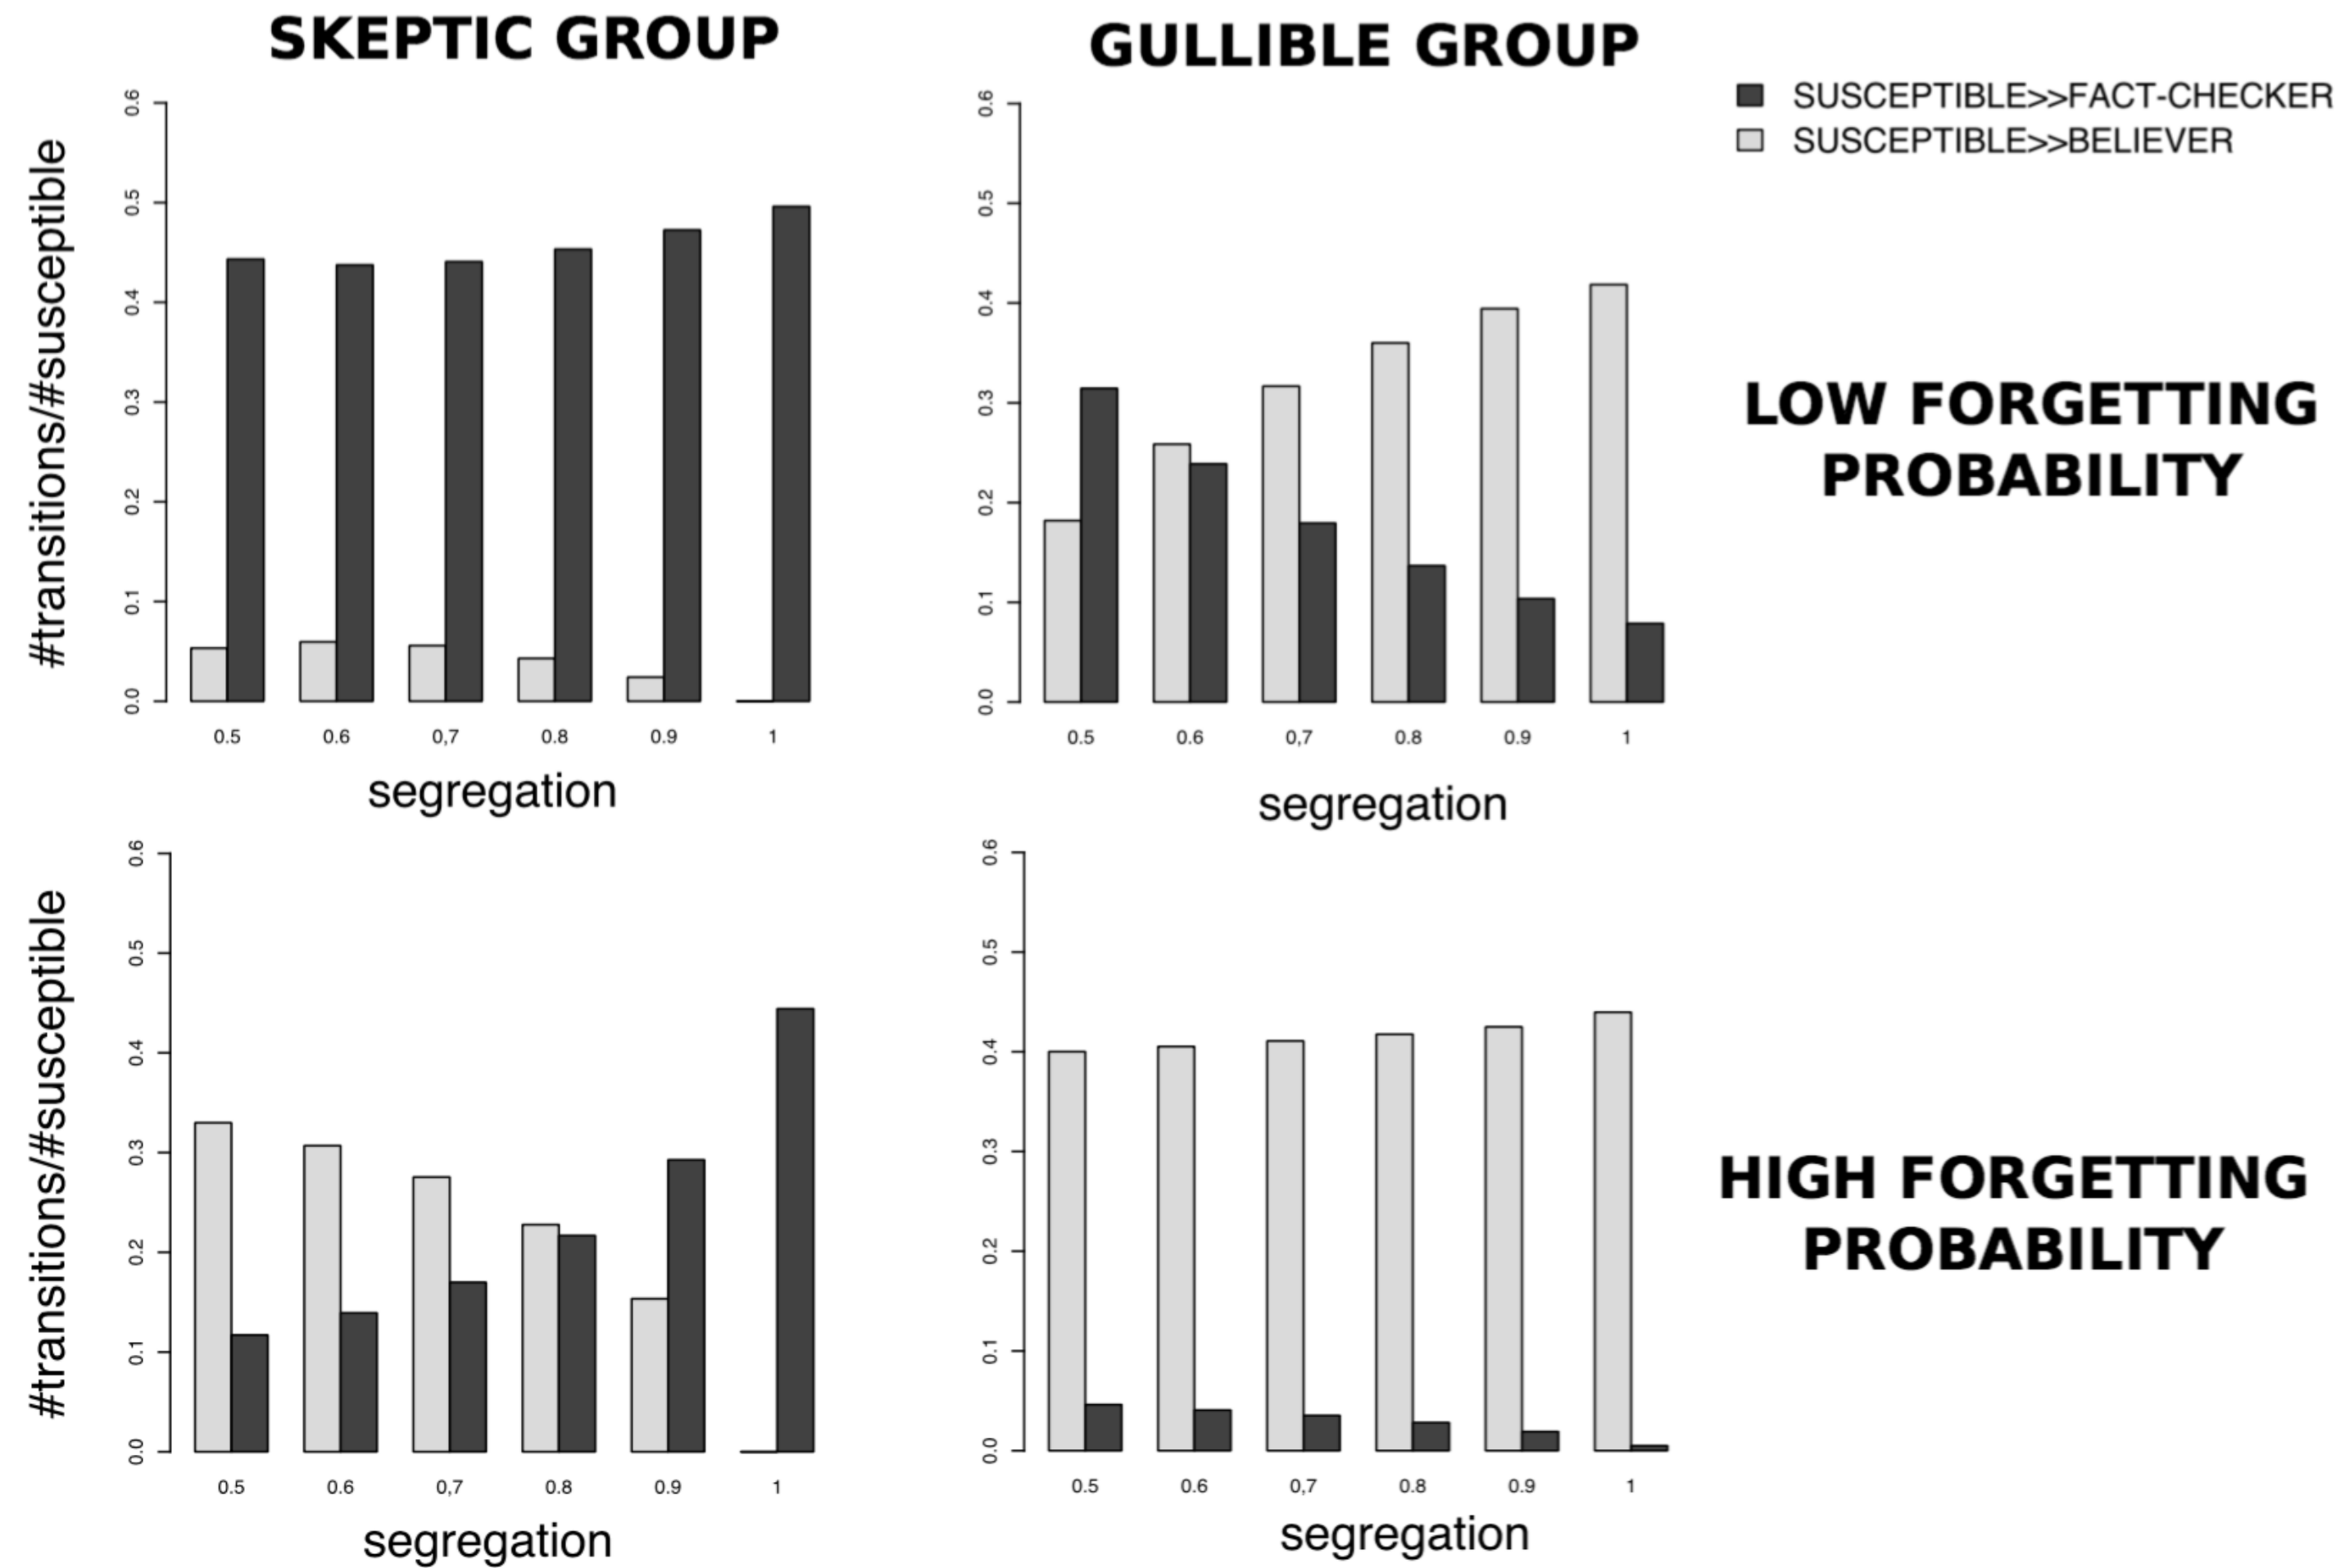 SKEPTIC GROUP
GULLIBLE GROUP
SUSCEPTIBLE>>FACT-CHECKER
SUSCEPTIBLE>>BELIEVER
#transitions/#susceptible
0.6
0.5
0.4
0.3
0.2
0.1
0.0
0.5 0.6 0,7 0.8 0.9 1
segregation
0.6
0.5
0.4
0.3
0.2
0.1
0.0
0.5 0.6 0,7 0.8 0.9 1
segregation
LOW FORGETTING
PROBABILITY
#transitions/#susceptible
0.6
0.5
0.4
0.3
0.2
0.1
0.0
0.5 0.6 0,7 0.8 0.9 1
segregation
0.6
0.5
0.4
0.3
0.2
0.1
0.0
0.5 0.6 0,7 0.8 0.9 1
segregation
HIGH FORGETTING
PROBABILITY